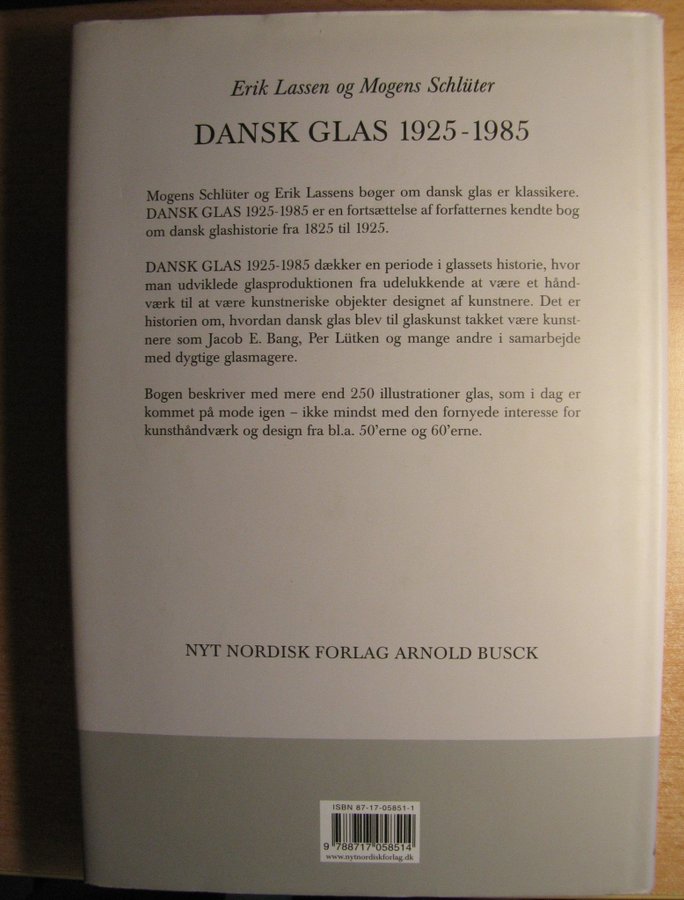 Erik Lassen og Mogens Schlüter
DANSK GLAS 1925-1985
Mogens Schlüter og Erik Lassens bøger om dansk glas er klassikere.
DANSK GLAS 1925-1985 er en fortsættelse af forfatternes kendte bog
om dansk glashistorie fra 1825 til 1925.
DANSK GLAS 1925-1985 dækker en periode i glassets historie, hvor
man udviklede glasproduktionen fra udelukkende at være et hånd-
værk til at være kunstneriske objekter designet af kunstnere. Det er
historien om, hvordan dansk glas blev til glaskunst takket være kunst-
nere som Jacob E. Bang, Per Lütken og mange andre i samarbejde
med dygtige glasmagere.
Bogen beskriver med mere end 250 illustrationer glas, som i dag er
kommet på mode igen – ikke mindst med den fornyede interesse for
kunsthåndværk og design fra bl.a. 50'erne og 60'erne.
NYT NORDISK FORLAG ARNOLD BUSCK
ISBN 87-17-05851-1
9 788717 058514
www.nytnordiskforlag.dk